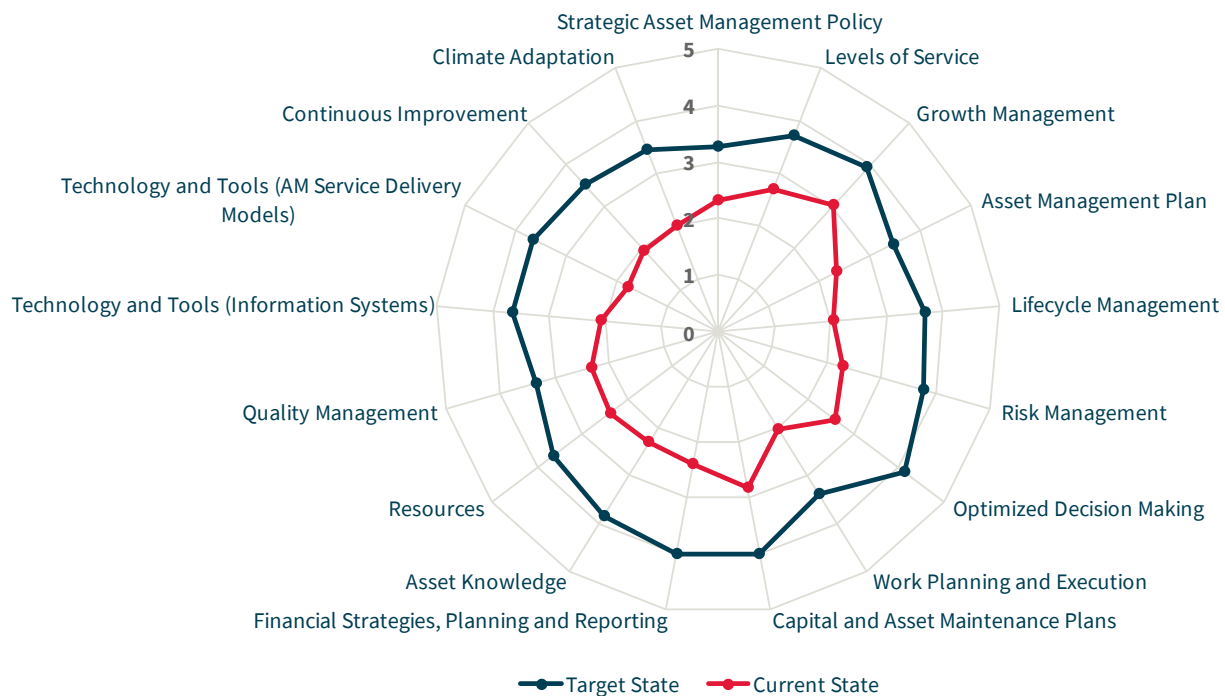 Strategic Asset Management Policy
Climate Adaptation
5
Levels of Service
Continuous Improvement
4
Growth Management
3
Technology and Tools (AM Service Delivery
Models)
Asset Management Plan
2
1
Technology and Tools (Information Systems)
Lifecycle Management
0
Quality Management
Risk Management
Resources
Optimized Decision Making
Asset Knowledge
Work Planning and Execution
Financial Strategies, Planning and Reporting
Capital and Asset Maintenance Plans
Target State
Current State